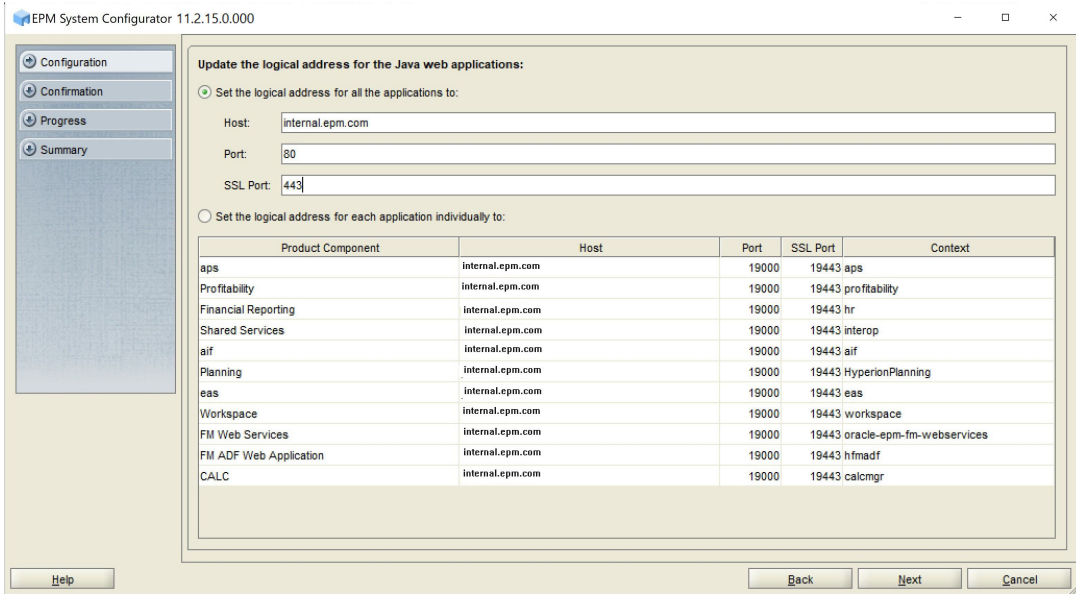 EPM System Configurator 11.2.15.0.000
Configuration
Confirmation
Progress
Summary
Update the logical address for the Java web applications:
Set the logical address for all the applications to:
Host: internal.epm.com
Port: 80
SSL Port: 443
Set the logical address for each application individually to:
Product Component Host Port SSL Port Context
aps internal.epm.com 19000 19443 aps
Profitability internal.epm.com 19000 19443 profitability
Financial Reporting internal.epm.com 19000 19443 hr
Shared Services internal.epm.com 19000 19443 interop
aif internal.epm.com 19000 19443 aif
Planning internal.epm.com 19000 19443 HyperionPlanning
eas internal.epm.com 19000 19443 eas
Workspace internal.epm.com 19000 19443 workspace
FM Web Services internal.epm.com 19000 19443 oracle-epm-fm-webservices
FM ADF Web Application internal.epm.com 19000 19443 hfmadf
CALC internal.epm.com 19000 19443 calcmgr
Help Back Next Cancel